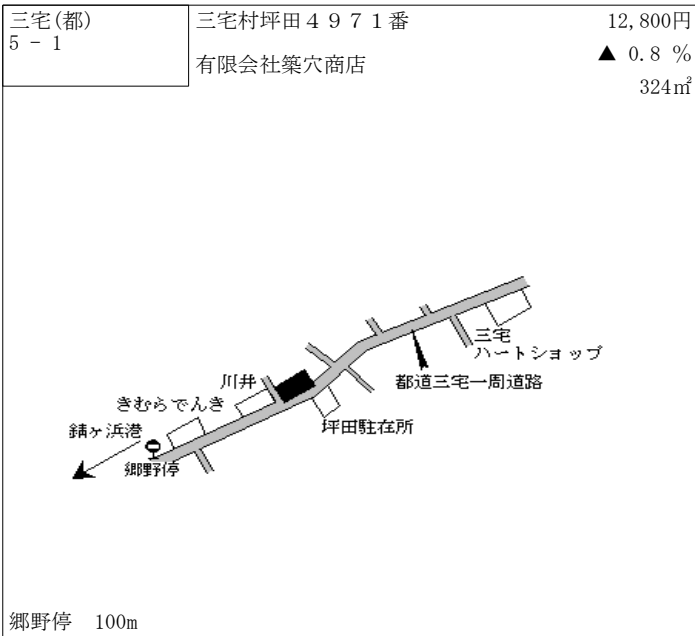 三宅(都)
5 - 1
三宅村坪田４９７１番
有限会社築穴商店
12,800円
▲ 0.8 %
324㎡
三宅
ハートショップ
都道三宅一周道路
川井
きむらでんき
坪田駐在所
錆ヶ浜港
郷野停
郷野停　100m